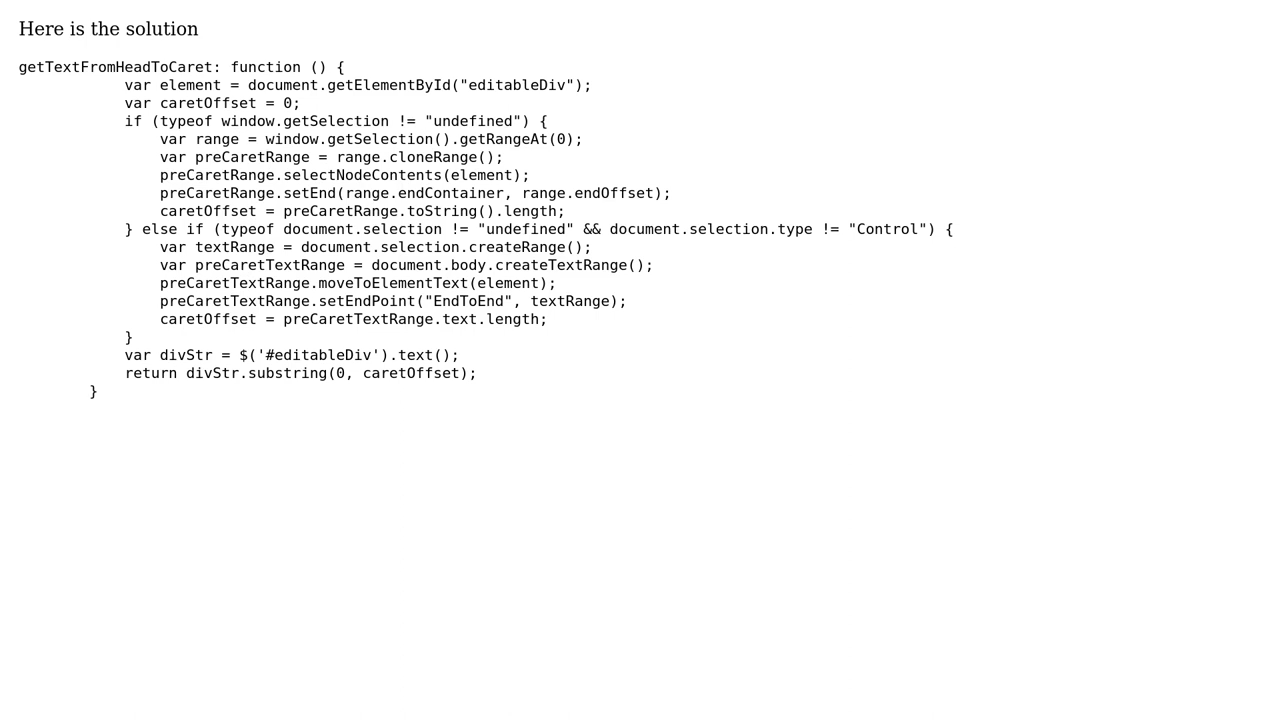 Here is the solution
getTextFromHeadToCaret: function () {
            var element = document.getElementById("editableDiv");
            var caretOffset = 0;
            if (typeof window.getSelection != "undefined") {
                var range = window.getSelection().getRangeAt(0);
                var preCaretRange = range.cloneRange();
                preCaretRange.selectNodeContents(element);
                preCaretRange.setEnd(range.endContainer, range.endOffset);
                caretOffset = preCaretRange.toString().length;
            } else if (typeof document.selection != "undefined" && document.selection.type != "Control") {
                var textRange = document.selection.createRange();
                var preCaretTextRange = document.body.createTextRange();
                preCaretTextRange.moveToElementText(element);
                preCaretTextRange.setEndPoint("EndToEnd", textRange);
                caretOffset = preCaretTextRange.text.length;
            }
            var divStr = $('#editableDiv').text();
            return divStr.substring(0, caretOffset);
        }